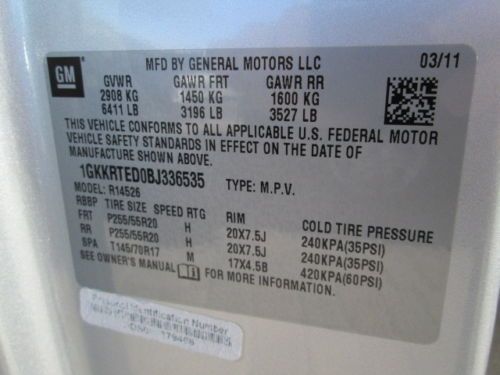 GM
MFD BY GENERAL MOTORS LLC 03/11
GVWR GAWR FRT GAWR RR
2908 KG 1450 KG 1600 KG
6411 LB 3196 LB 3527 LB
THIS VEHICLE CONFORMS TO ALL APPLICABLE U.S. FEDERAL MOTOR
VEHICLE SAFETY STANDARDS IN EFFECT ON THE DATE OF
MANUFACTURE SHOWN ABOVE.
1GKKRTED0BJ336535 TYPE: M.P.V.
MODEL: R14526
RBBP TIRE SIZE SPEED RTG RIM COLD TIRE PRESSURE
FRT P255/55R20 H 20X7.5J 240KPA(35PSI)
RR P255/55R20 H 20X7.5J 240KPA(35PSI)
SPA T145/70R17 M 17X4.5B 420KPA(60PSI)
SEE OWNER'S MANUAL FOR MORE INFORMATION.
Personal Identification Number